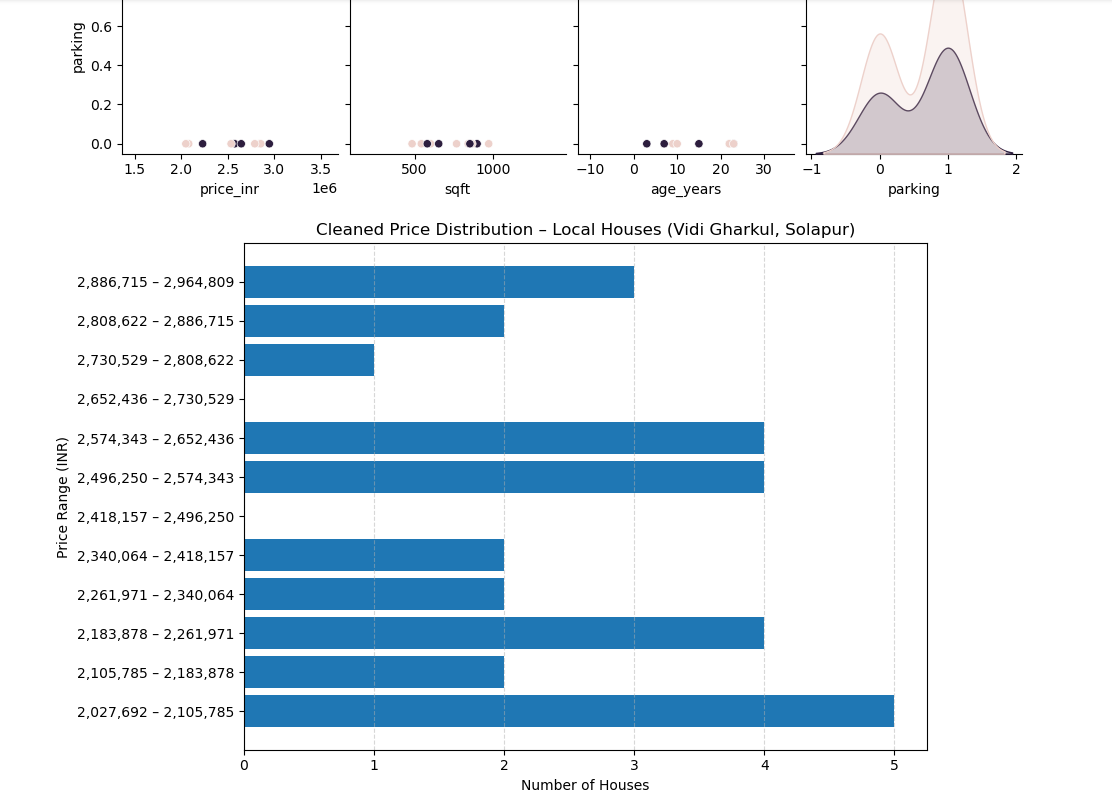 0.6
parking
0.4
0.2
0.0
1.5 2.0 2.5 3.0 3.5
500 1000
−10 0 10 20 30
−1 0 1 2
price_inr
1e6
sqft
age_years
parking
Cleaned Price Distribution – Local Houses (Vidi Gharkul, Solapur)
2,886,715 – 2,964,809
2,808,622 – 2,886,715
2,730,529 – 2,808,622
2,652,436 – 2,730,529
2,574,343 – 2,652,436
2,496,250 – 2,574,343
2,418,157 – 2,496,250
2,340,064 – 2,418,157
2,261,971 – 2,340,064
2,183,878 – 2,261,971
2,105,785 – 2,183,878
2,027,692 – 2,105,785
Price Range (INR)
0 1 2 3 4 5
Number of Houses